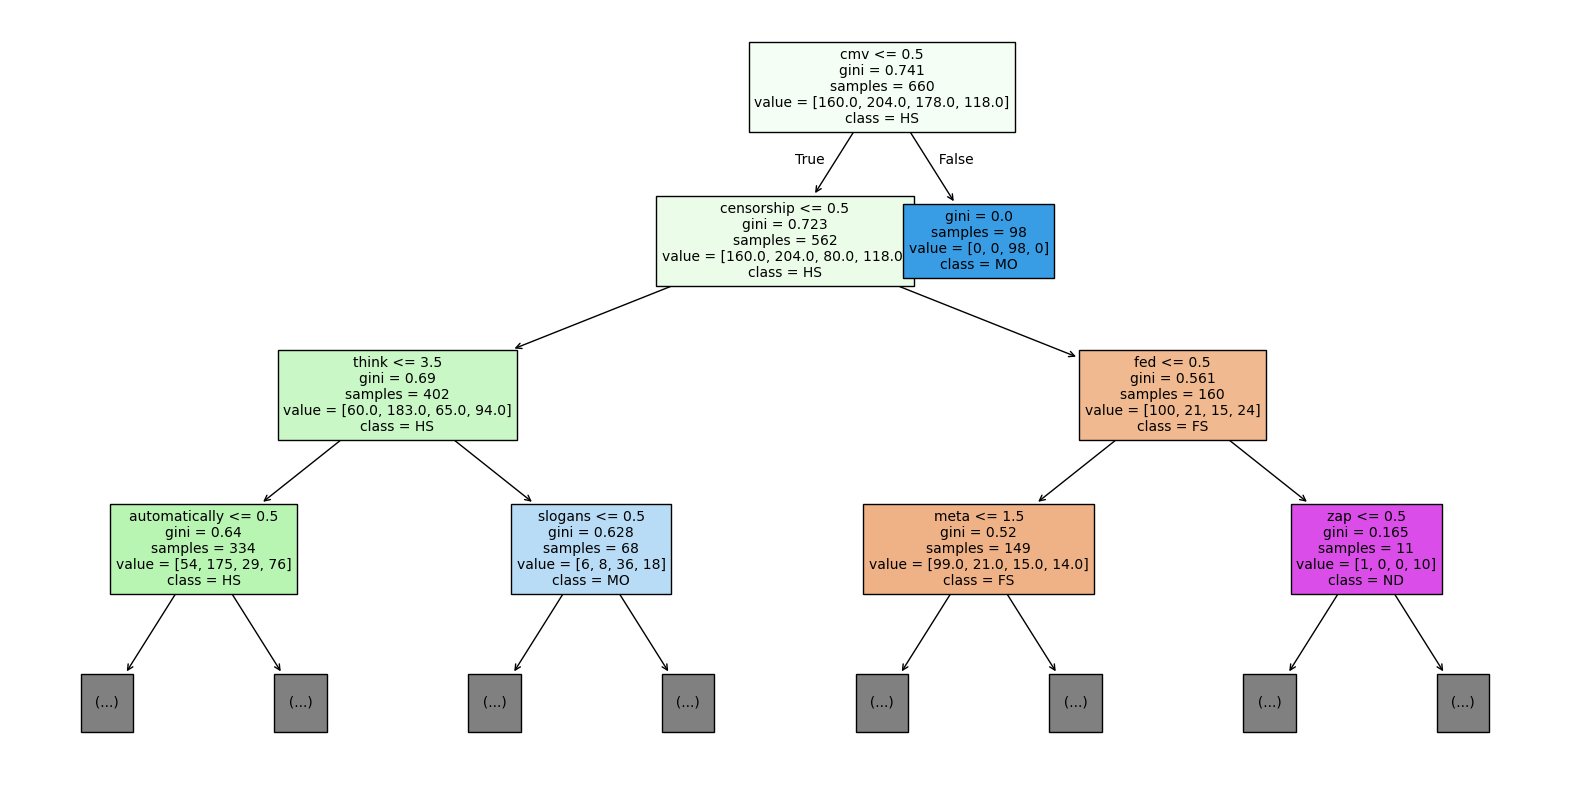 cmv <= 0.5
gini = 0.741
samples = 660
value = [160.0, 204.0, 178.0, 118.0]
class = HS
True
False
censorship <= 0.5
gini = 0.723
samples = 562
value = [160.0, 204.0, 80.0, 118.0
class = HS
gini = 0.0
samples = 98
value = [0, 0, 98, 0]
class = MO
think <= 3.5
gini = 0.69
samples = 402
value = [60.0, 183.0, 65.0, 94.0]
class = HS
fed <= 0.5
gini = 0.561
samples = 160
value = [100, 21, 15, 24]
class = FS
automatically <= 0.5
gini = 0.64
samples = 334
value = [54, 175, 29, 76]
class = HS
slogans <= 0.5
gini = 0.628
samples = 68
value = [6, 8, 36, 18]
class = MO
meta <= 1.5
gini = 0.52
samples = 149
value = [99.0, 21.0, 15.0, 14.0]
class = FS
zap <= 0.5
gini = 0.165
samples = 11
value = [1, 0, 0, 10]
class = ND
(...)
(...)
(...)
(...)
(...)
(...)
(...)
(...)